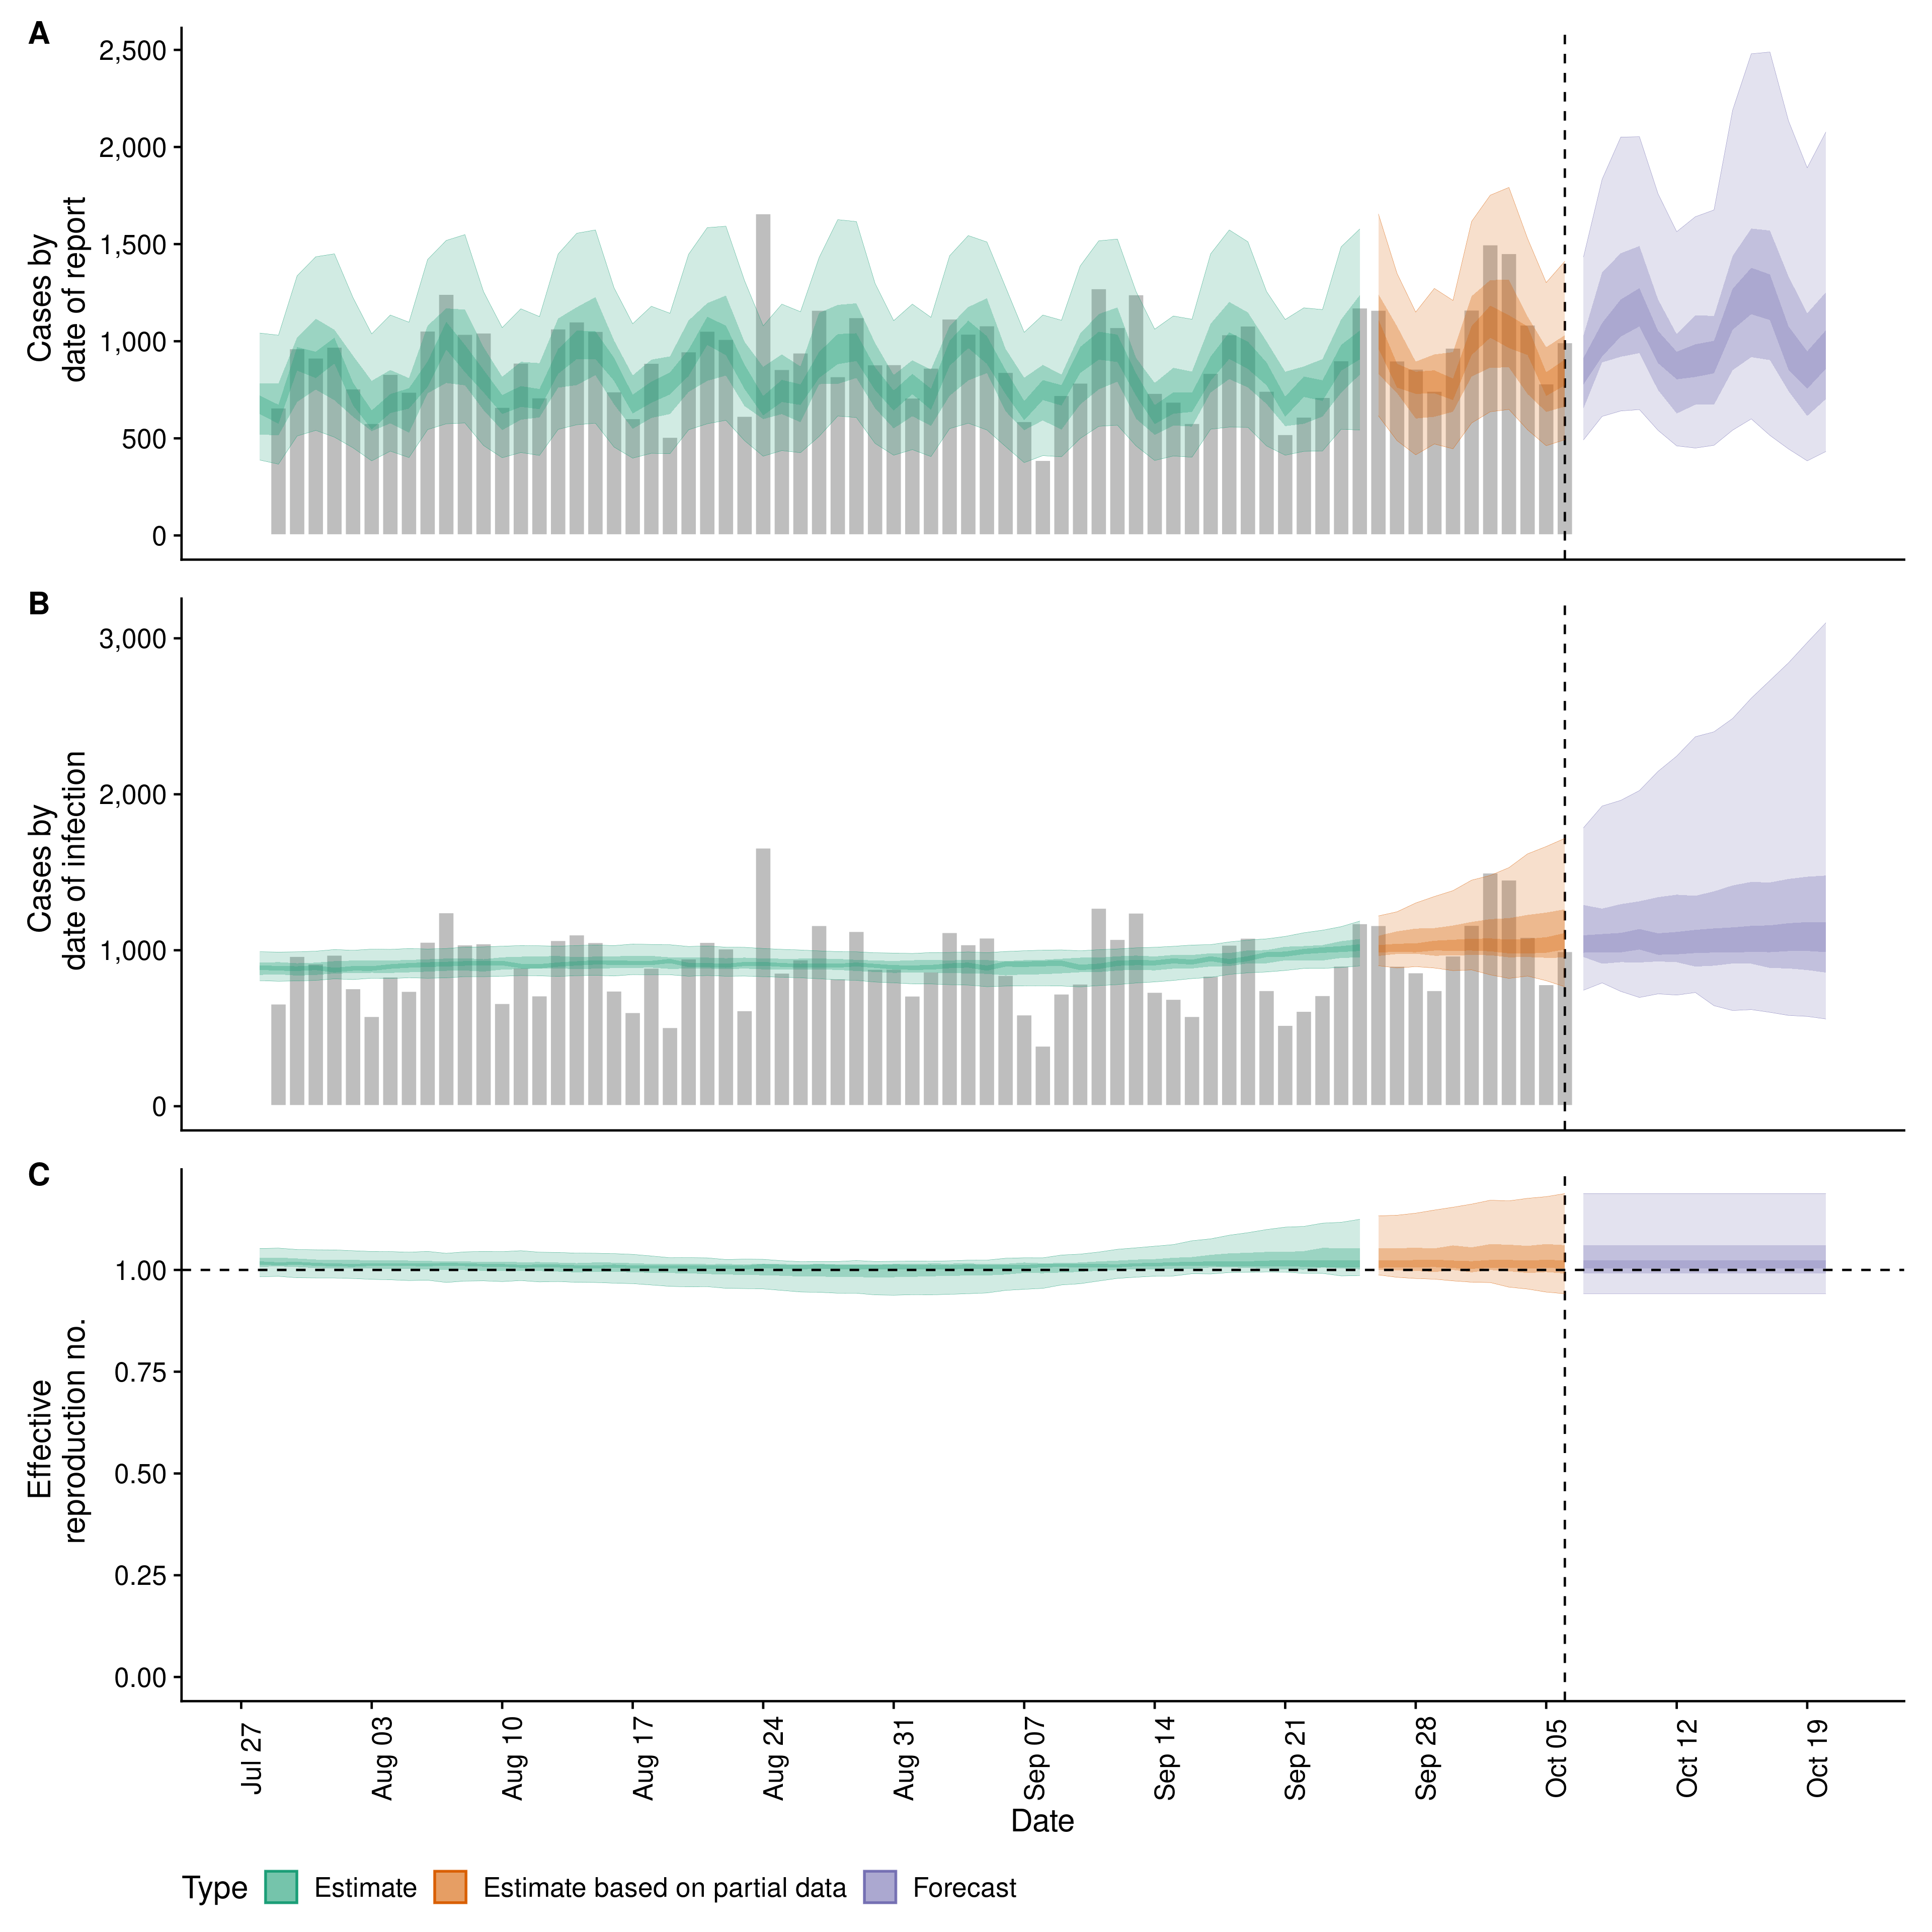 A
2,500
2,000
1,500
1,000
500
0
Cases by
date of report
B
3,000
2,000
1,000
0
Cases by
date of infection
C
1.00
0.75
0.50
0.25
0.00
Effective
reproduction no.
Jul 27
Aug 03
Aug 10
Aug 17
Aug 24
Aug 31
Sep 07
Sep 14
Sep 21
Sep 28
Oct 05
Oct 12
Oct 19
Date
Type Estimate Estimate based on partial data Forecast